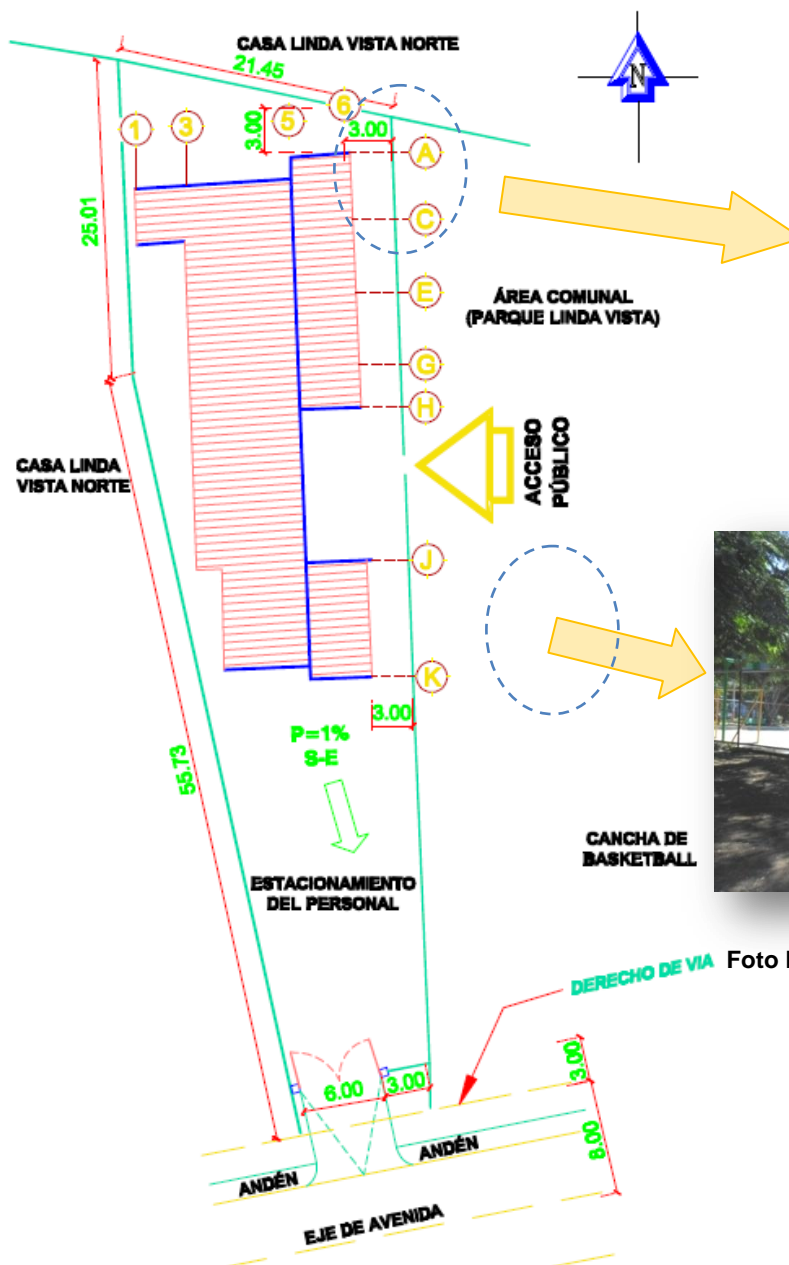 CASA LINDA VISTA NORTE
21.45
N
1
3
5
6
3.00
3.00
A
C
E
G
H
J
K
25.01
ÁREA COMUNAL
(PARQUE LINDA VISTA)
CASA LINDA
VISTA NORTE
ACCESO
PÚBLICO
3.00
P=1%
S-E
55.73
ESTACIONAMIENTO
DEL PERSONAL
CANCHA DE
BASKETBALL
DERECHO DE VIA
Foto
6.00
3.00
3.00
8.00
ANDÉN
ANDÉN
EJE DE AVENIDA